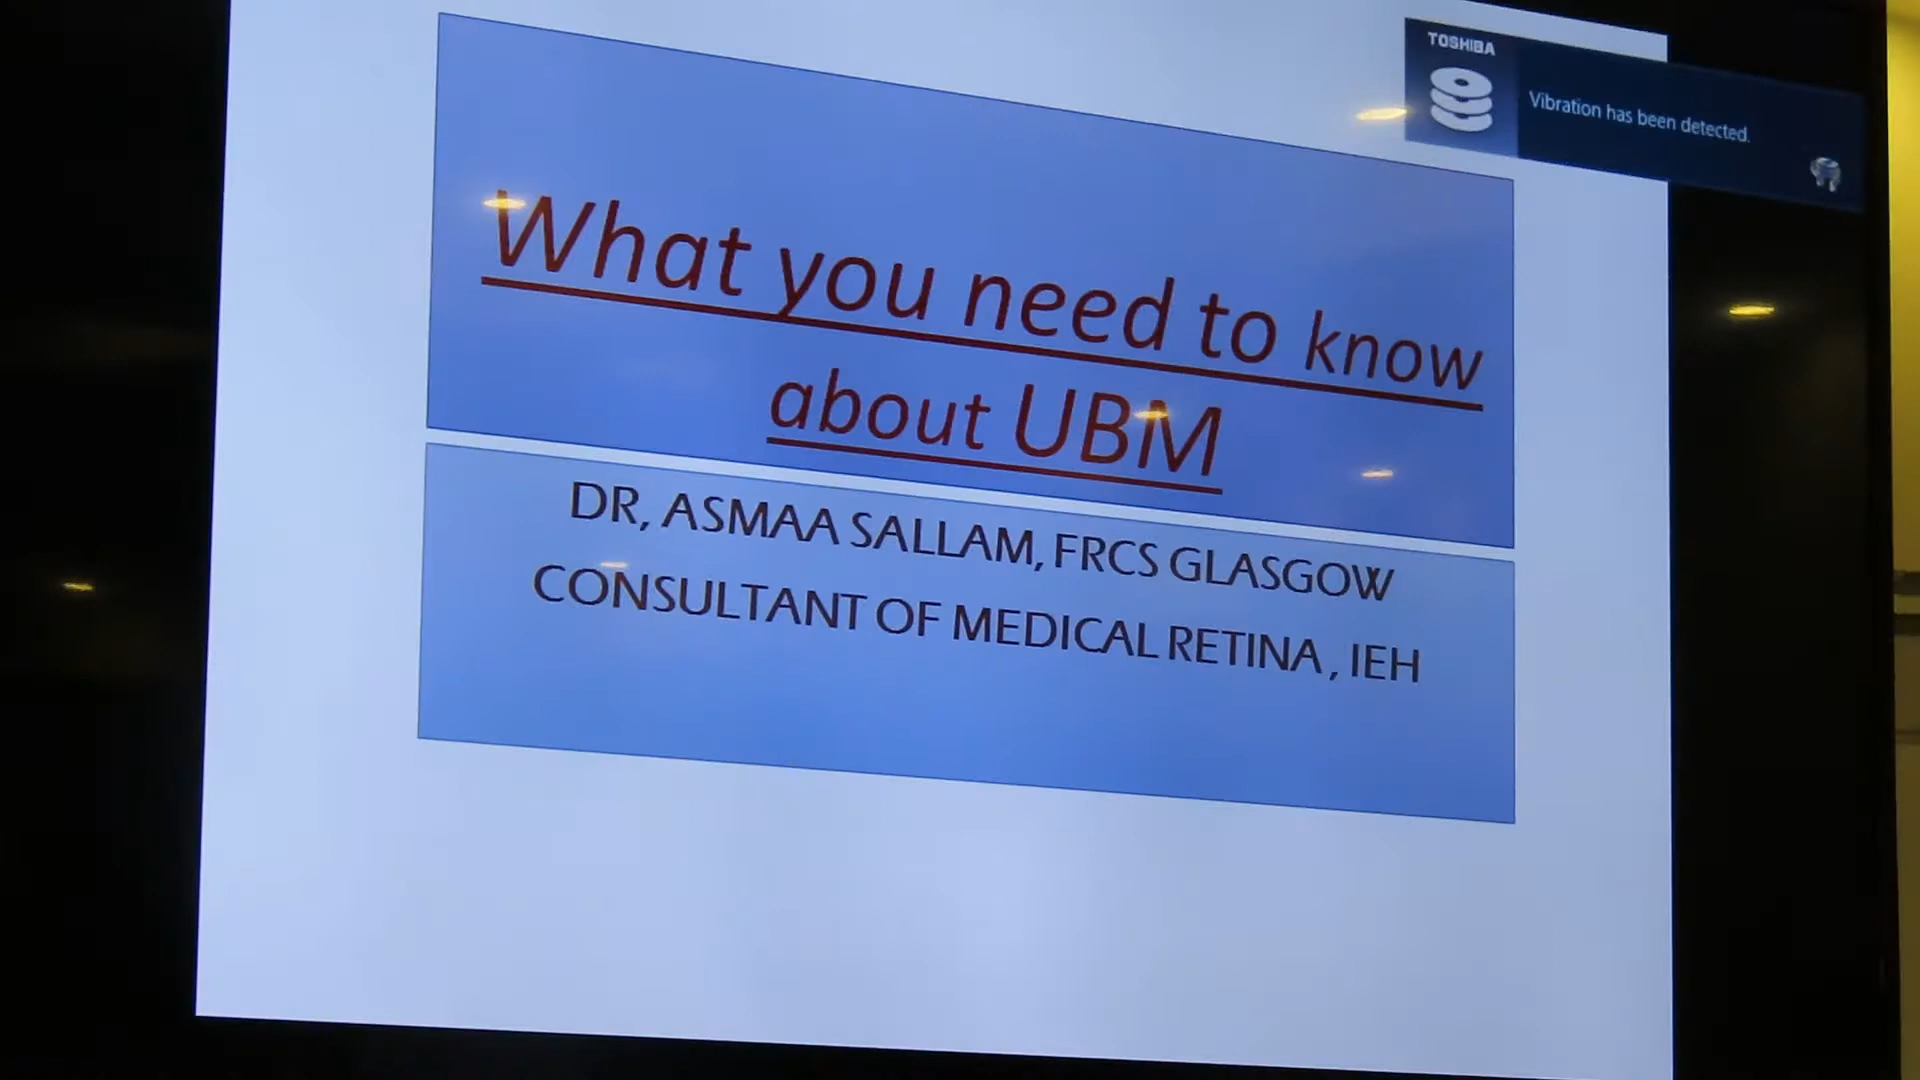 TOSHIBA
Vibration has been detected.
What you need to know
about UBM
DR, ASMAA SALLAM, FRCS GLASGOW
CONSULTANT OF MEDICAL RETINA , IEH